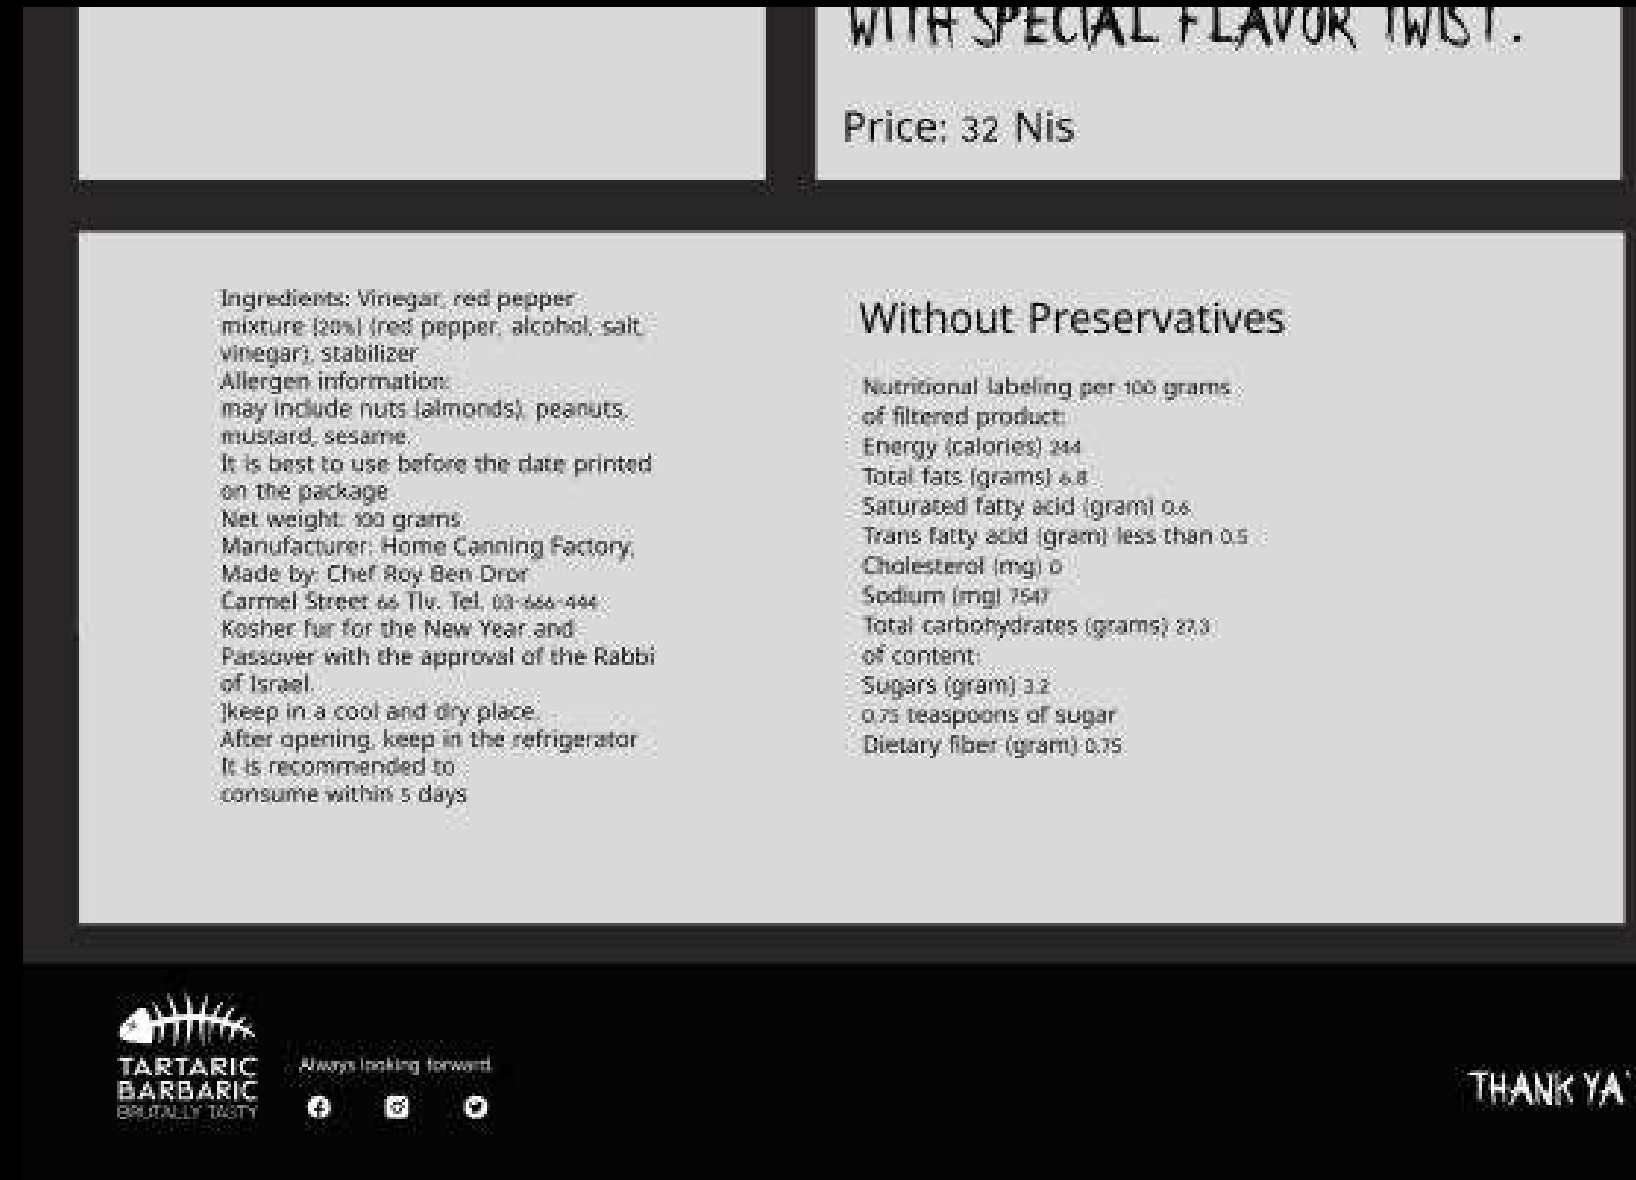 WITH SPECIAL FLAVOR TWIST.
Price: 32 Nis
Ingredients: Vinegar, red pepper
mixture (20%) (red pepper, alcohol, salt,
vinegar), stabilizer
Allergen information:
may include nuts (almonds), peanuts,
mustard, sesame.
It is best to use before the date printed
on the package
Net weight: 100 grams
Manufacturer: Home Canning Factory,
Made by: Chef Roy Ben Dror
Carmel Street 66 Tlv. Tel. 03-666-444
Kosher fur for the New Year and
Passover with the approval of the Rabbi
of Israel.
]keep in a cool and dry place.
After opening, keep in the refrigerator
It is recommended to
consume within 5 days
Without Preservatives
Nutritional labeling per 100 grams
of filtered product:
Energy (calories) 244
Total fats (grams) 6.8
Saturated fatty acid (gram) 0.6
Trans fatty acid (gram) less than 0.5
Cholesterol (mg) 0
Sodium (mg) 7547
Total carbohydrates (grams) 27.3
of content:
Sugars (gram) 3.2
0.75 teaspoons of sugar
Dietary fiber (gram) 0.75
TARTARIC
BARBARIC
BRUTALLY TASTY
Always looking forward.
THANK YA'